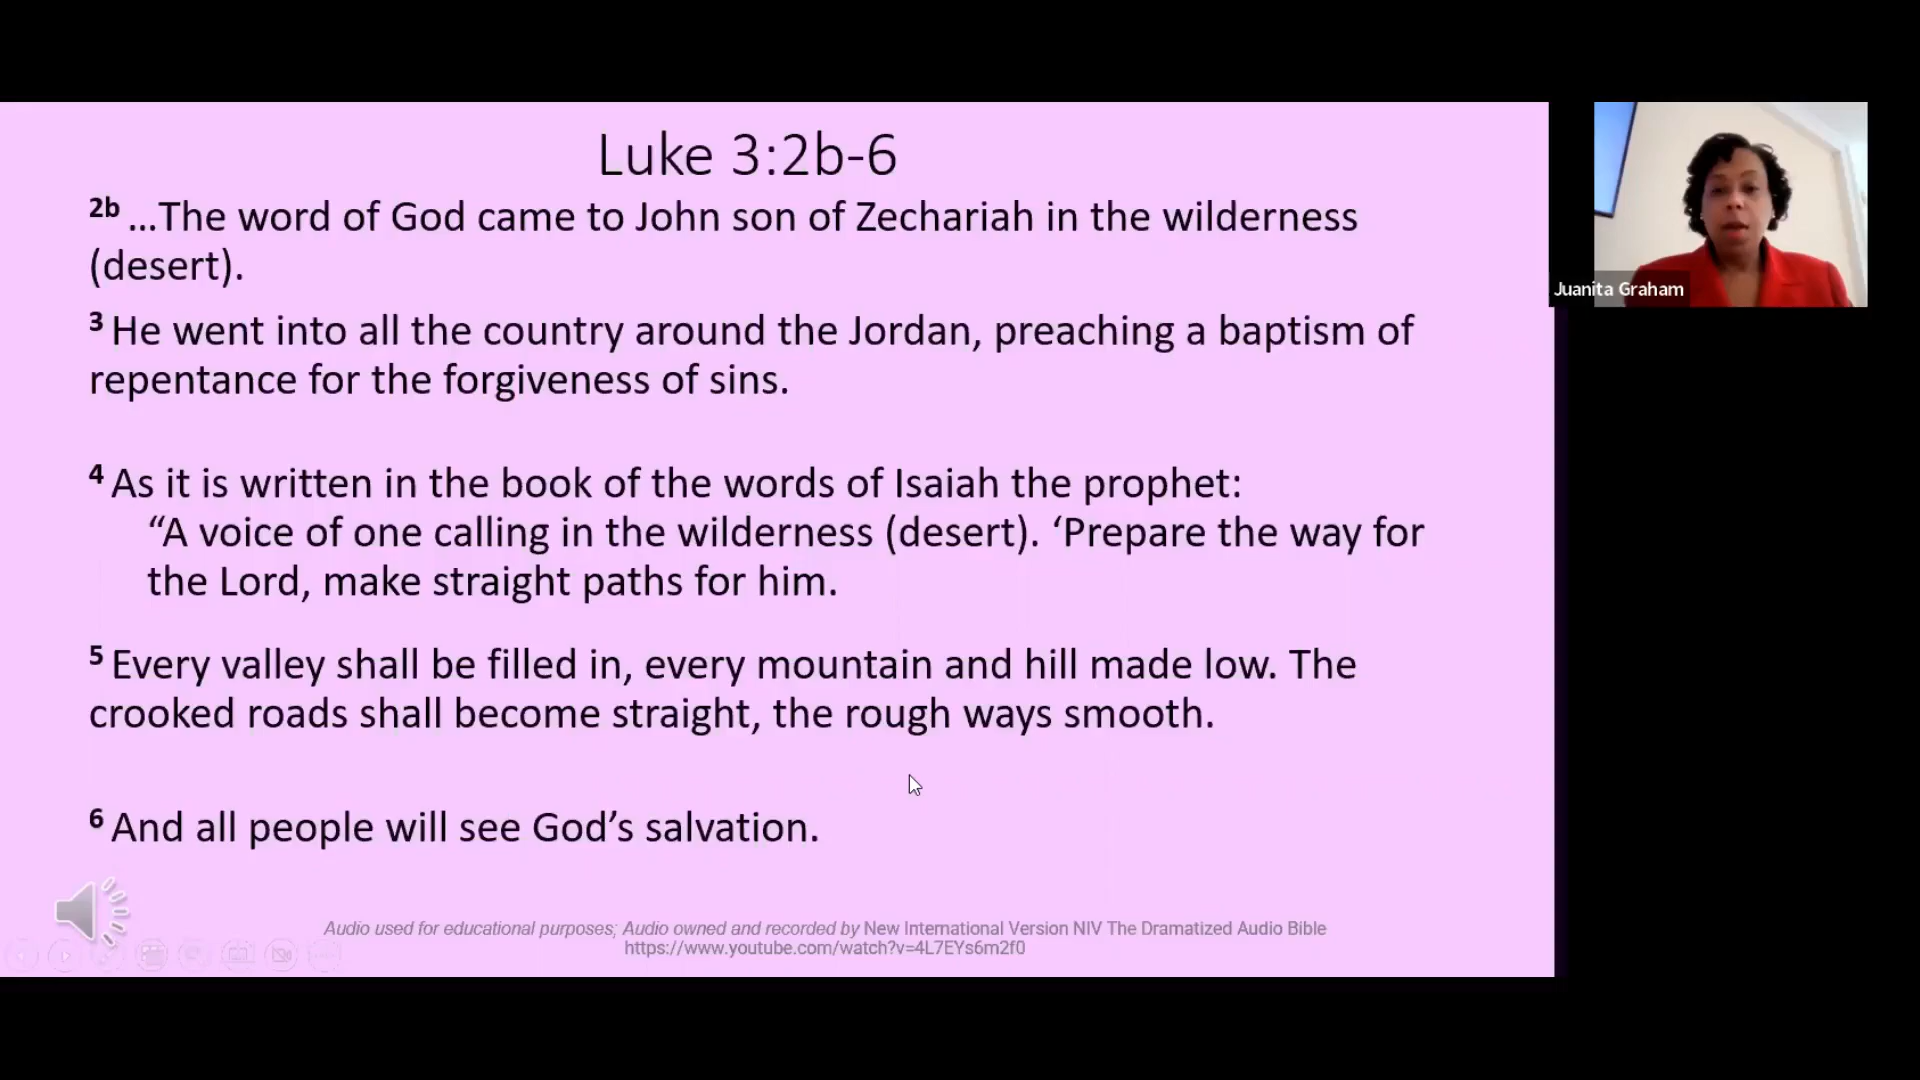 Luke 3:2b-6
2b ...The word of God came to John son of Zechariah in the wilderness
(desert).
3 He went into all the country around the Jordan, preaching a baptism of
repentance for the forgiveness of sins.
4 As it is written in the book of the words of Isaiah the prophet:
“A voice of one calling in the wilderness (desert). ‘Prepare the way for
the Lord, make straight paths for him.
5 Every valley shall be filled in, every mountain and hill made low. The
crooked roads shall become straight, the rough ways smooth.
6 And all people will see God’s salvation.
Audio used for educational purposes; Audio owned and recorded by New International Version NIV The Dramatized Audio Bible
https://www.youtube.com/watch?v=4L7EYs6m2f0
Juanita Graham